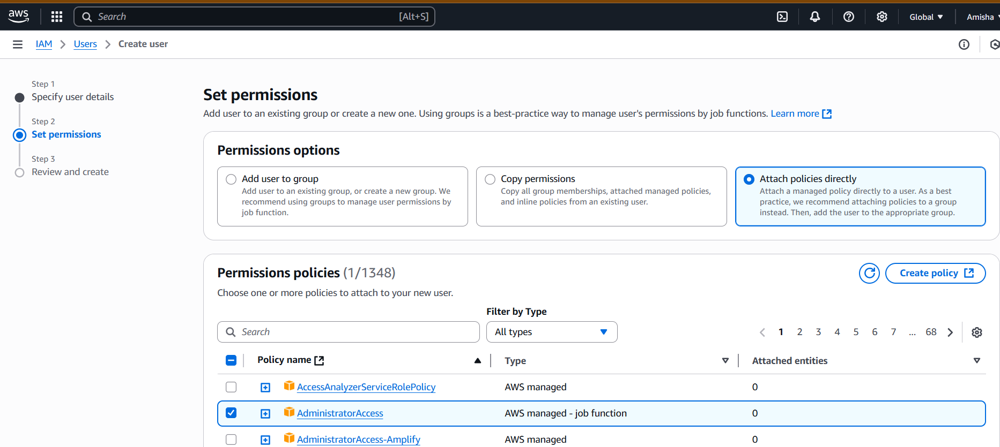 aws
Search
[Alt+S]
Global
Amisha
IAM
Users
Create user
Step 1
Specify user details
Step 2
Set permissions
Step 3
Review and create
Set permissions
Add user to an existing group or create a new one. Using groups is a best-practice way to manage user's permissions by job functions. Learn more
Permissions options
Add user to group
Add user to an existing group, or create a new group. We
recommend using groups to manage user permissions by
job function.
Copy permissions
Copy all group memberships, attached managed policies,
and inline policies from an existing user.
Attach policies directly
Attach a managed policy directly to a user. As a best
practice, we recommend attaching policies to a group
instead. Then, add the user to the appropriate group.
Permissions policies (1/1348)
Create policy
Choose one or more policies to attach to your new user.
Filter by Type
Search
All types
1 2 3 4 5 6 7 ... 68
Policy name Type Attached entities
AccessAnalyzerServiceRolePolicy AWS managed 0
AdministratorAccess AWS managed - job function 0
AdministratorAccess-Amplify AWS managed 0